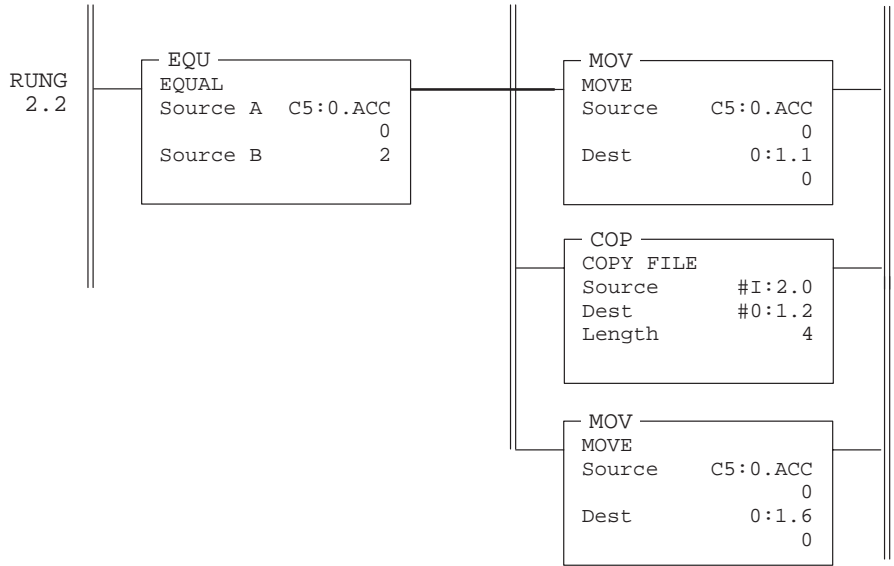 RUNG
2.2
EQU
EQUAL
Source A C5:0.ACC
0
Source B 2
MOV
MOVE
Source C5:0.ACC
0
Dest 0:1.1
0
COP
COPY FILE
Source #I:2.0
Dest #0:1.2
Length 4
MOV
MOVE
Source C5:0.ACC
0
Dest 0:1.6
0